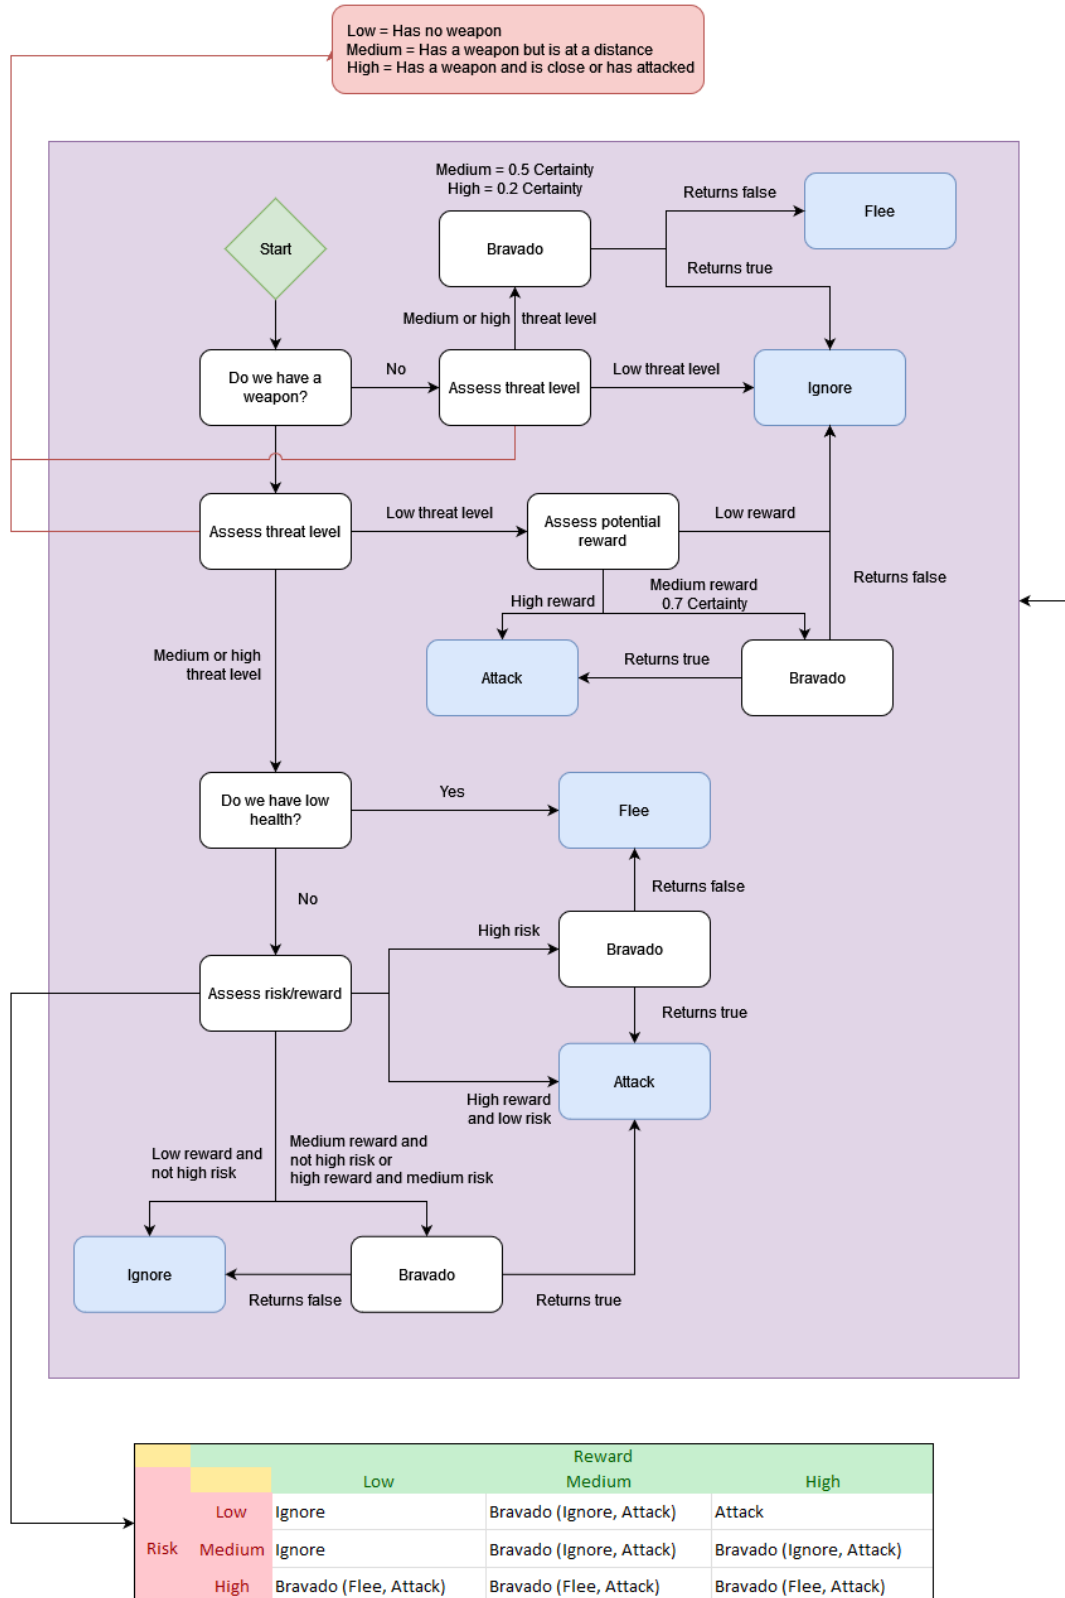 Low = Has no weapon
Medium = Has a weapon but is at a distance
High = Has a weapon and is close or has attacked
Medium = 0.5 Certainty
High = 0.2 Certainty
Returns false
Flee
Bravado
Start
Returns true
Medium or high threat level
Do we have a
weapon?
No
Assess threat level
Low threat level
Ignore
Assess threat level
Low threat level
Assess potential
reward
Low reward
Returns false
High reward
Medium reward
0.7 Certainty
Medium or high
threat level
Attack
Returns true
Bravado
Do we have low
health?
Yes
Flee
Returns false
No
High risk
Bravado
Assess risk/reward
Returns true
Attack
High reward
and low risk
Low reward and
not high risk
Medium reward and
not high risk or
high reward and medium risk
Ignore
Returns false
Bravado
Returns true
Reward
Low Medium High
Low Ignore Bravado (Ignore, Attack) Attack
Risk Medium Ignore Bravado (Ignore, Attack) Bravado (Ignore, Attack)
High Bravado (Flee, Attack) Bravado (Flee, Attack) Bravado (Flee, Attack)